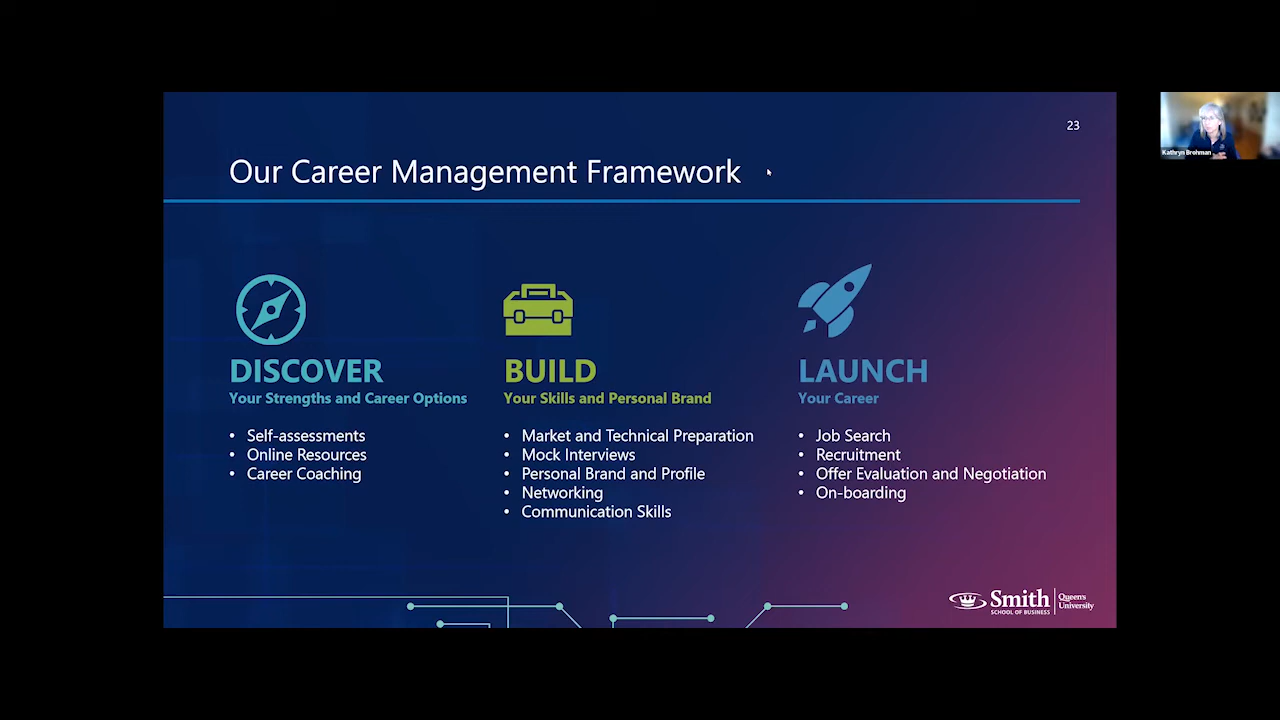 23
Kathryn Brohman
Our Career Management Framework
DISCOVER
Your Strengths and Career Options
• Self-assessments
• Online Resources
• Career Coaching
BUILD
Your Skills and Personal Brand
• Market and Technical Preparation
• Mock Interviews
• Personal Brand and Profile
• Networking
• Communication Skills
LAUNCH
Your Career
• Job Search
• Recruitment
• Offer Evaluation and Negotiation
• On-boarding
Smith
SCHOOL OF BUSINESS
Queen's
University